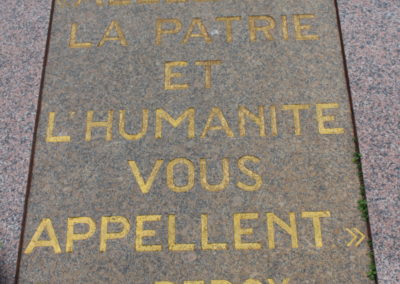 LA PATRIE
ET
L'HUMANITE
VOUS
APPELLENT »